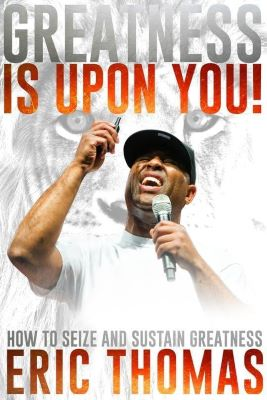 GREATNESS
IS UPON YOU!
HOW TO SEIZE AND SUSTAIN GREATNESS
ERIC THOMAS